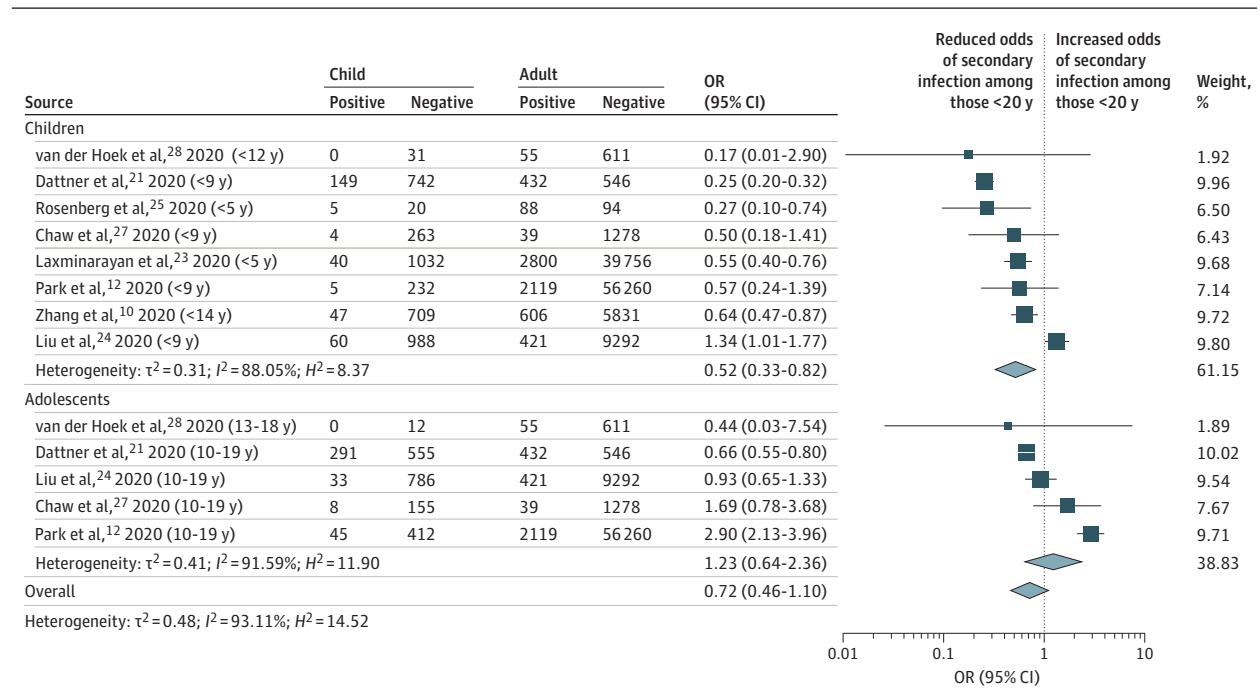 Reduced odds of secondary infection among those <20 y
Increased odds of secondary infection among those <20 y
Child Adult OR (95% CI) Weight, %
Source Positive Negative Positive Negative
Children
van der Hoek et al,28 2020 (<12 y) 0 31 55 611 0.17 (0.01-2.90) 1.92
Dattner et al,21 2020 (<9 y) 149 742 432 546 0.25 (0.20-0.32) 9.96
Rosenberg et al,25 2020 (<5 y) 5 20 88 94 0.27 (0.10-0.74) 6.50
Chaw et al,27 2020 (<9 y) 4 263 39 1278 0.50 (0.18-1.41) 6.43
Laxminarayan et al,23 2020 (<5 y) 40 1032 2800 39756 0.55 (0.40-0.76) 9.68
Park et al,12 2020 (<9 y) 5 232 2119 56260 0.57 (0.24-1.39) 7.14
Zhang et al,10 2020 (<14 y) 47 709 606 5831 0.64 (0.47-0.87) 9.72
Liu et al,24 2020 (<9 y) 60 988 421 9292 1.34 (1.01-1.77) 9.80
Heterogeneity: τ2=0.31; I2=88.05%; H2=8.37 0.52 (0.33-0.82) 61.15
Adolescents
van der Hoek et al,28 2020 (13-18 y) 0 12 55 611 0.44 (0.03-7.54) 1.89
Dattner et al,21 2020 (10-19 y) 291 555 432 546 0.66 (0.55-0.80) 10.02
Liu et al,24 2020 (10-19 y) 33 786 421 9292 0.93 (0.65-1.33) 9.54
Chaw et al,27 2020 (10-19 y) 8 155 39 1278 1.69 (0.78-3.68) 7.67
Park et al,12 2020 (10-19 y) 45 412 2119 56260 2.90 (2.13-3.96) 9.71
Heterogeneity: τ2=0.41; I2=91.59%; H2=11.90 1.23 (0.64-2.36) 38.83
Overall 0.72 (0.46-1.10)
Heterogeneity: τ2=0.48; I2=93.11%; H2=14.52
0.01 0.1 1 10
OR (95% CI)